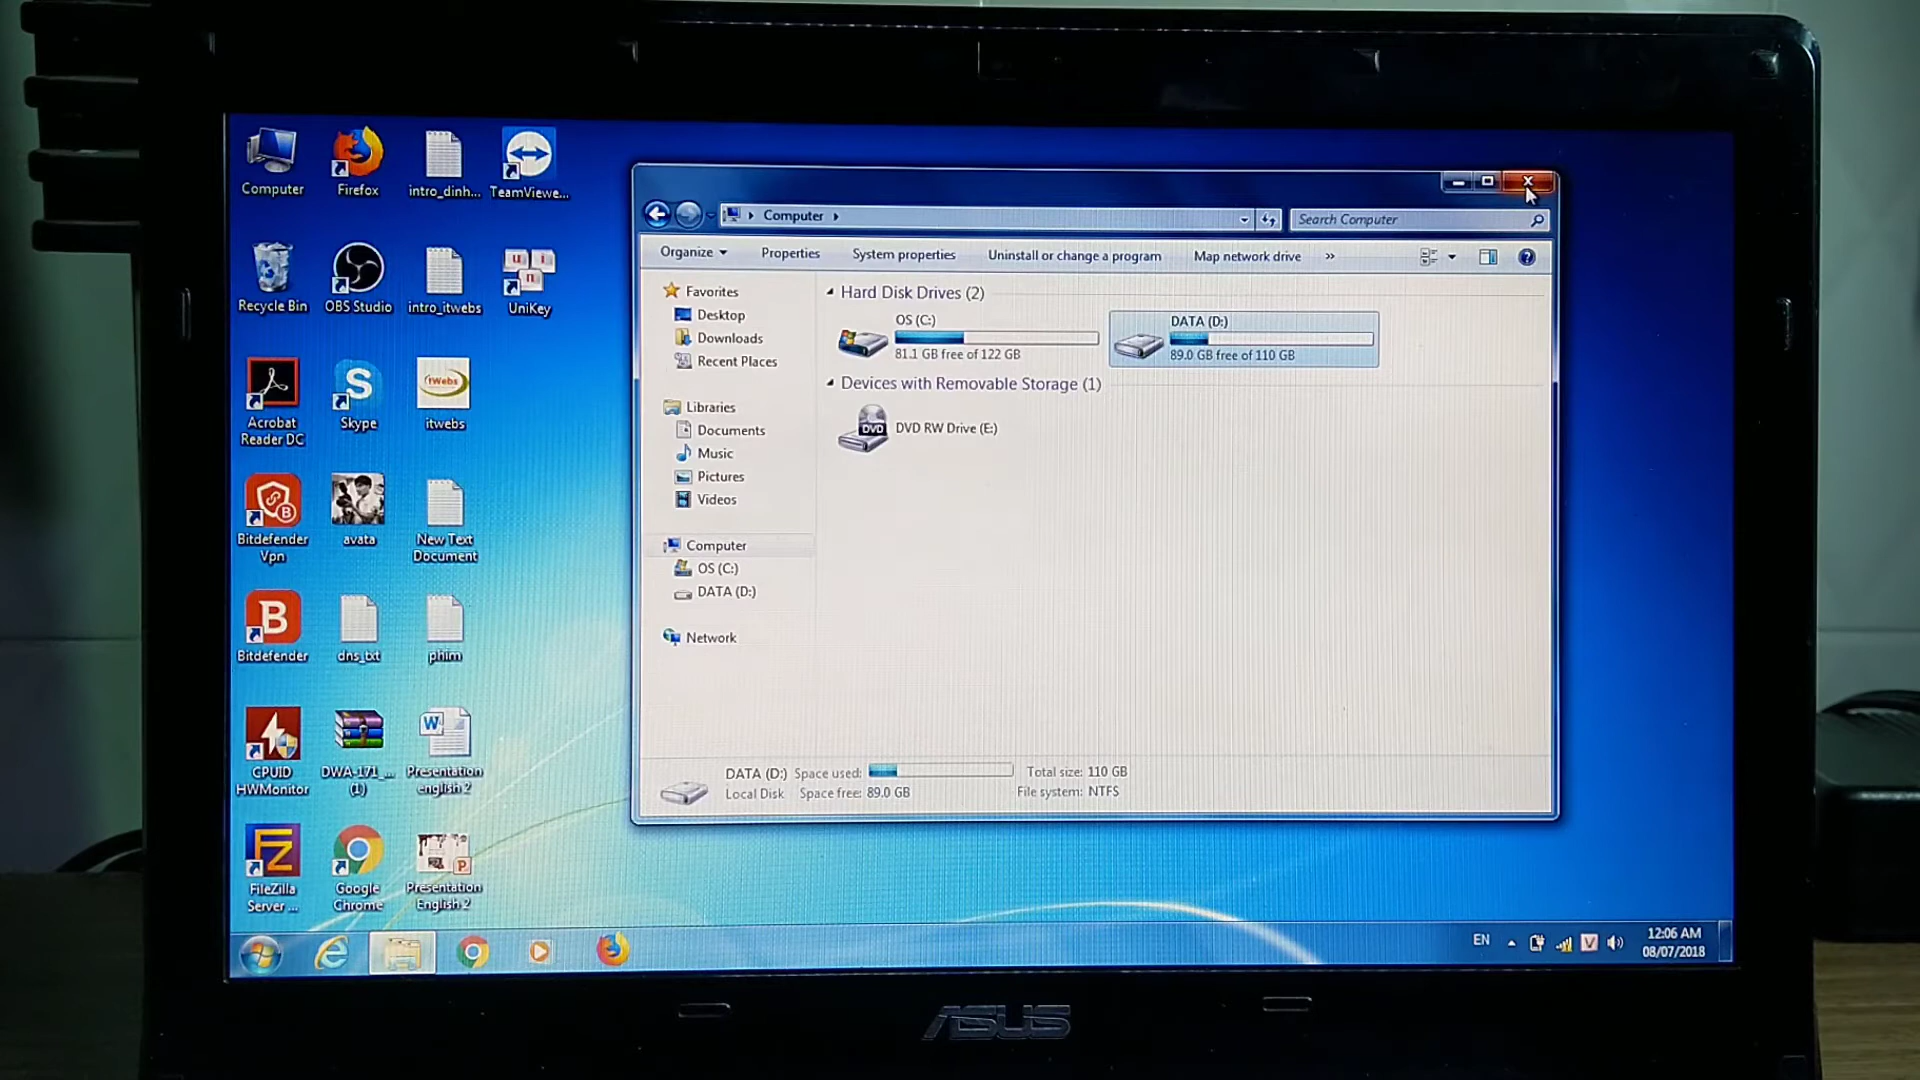 Computer
Firefox
intro_dinh...
TeamViewe...
Recycle Bin
OBS Studio
intro_itwebs
u i
n
UniKey
Acrobat
Reader DC
Skype
itWebs
itwebs
Bitdefender
Vpn
avata
New Text
Document
Bitdefender
dns_txt
phim
CPUID
HWMonitor
DWA-171_...
(1)
Presentation
english 2
FileZilla
Server ...
Google
Chrome
Presentation
English 2
Computer
Search Computer
Organize
Properties
System properties
Uninstall or change a program
Map network drive
»
Favorites
Desktop
Downloads
Recent Places
Libraries
Documents
Music
Pictures
Videos
Computer
OS (C:)
DATA (D:)
Network
Hard Disk Drives (2)
OS (C:)
81.1 GB free of 122 GB
DATA (D:)
89.0 GB free of 110 GB
Devices with Removable Storage (1)
DVD
DVD RW Drive (E:)
DATA (D:) Space used:
Total size: 110 GB
Local Disk Space free: 89.0 GB
File system: NTFS
EN
V
12:06 AM
08/07/2018
ASUS